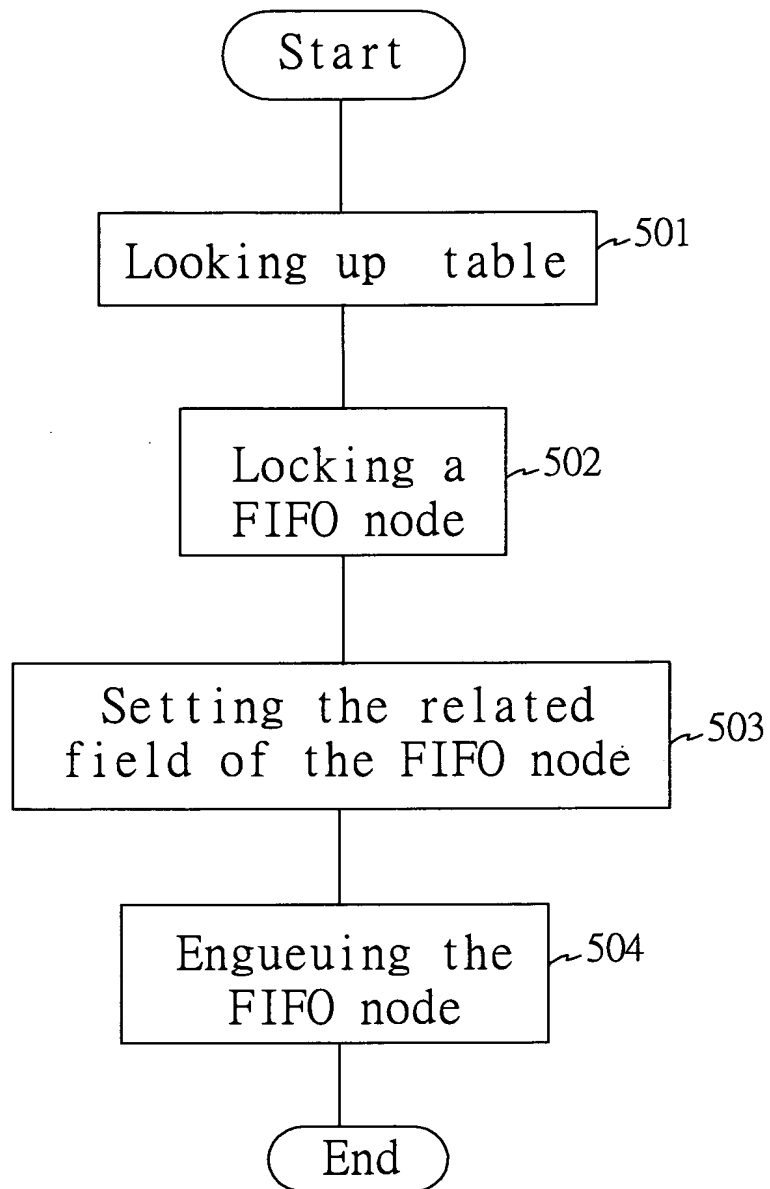 Start
501
Looking up table
502
Locking a
FIFO node
503
Setting the related
field of the FIFO node
504
Engueuing the
FIFO node
End